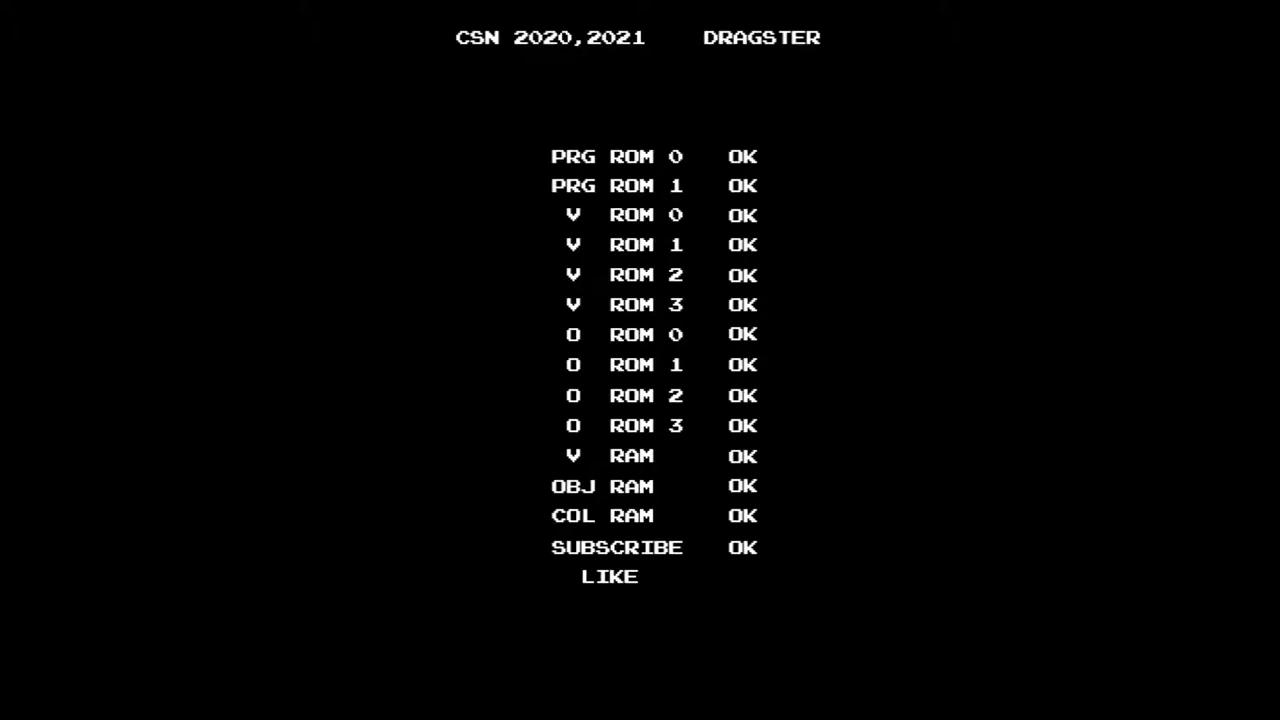 CSN 2020,2021 DRAGSTER
PRG ROM 0 OK
PRG ROM 1 OK
V ROM 0 OK
V ROM 1 OK
V ROM 2 OK
V ROM 3 OK
O ROM 0 OK
O ROM 1 OK
O ROM 2 OK
O ROM 3 OK
V RAM OK
OBJ RAM OK
COL RAM OK
SUBSCRIBE OK
LIKE